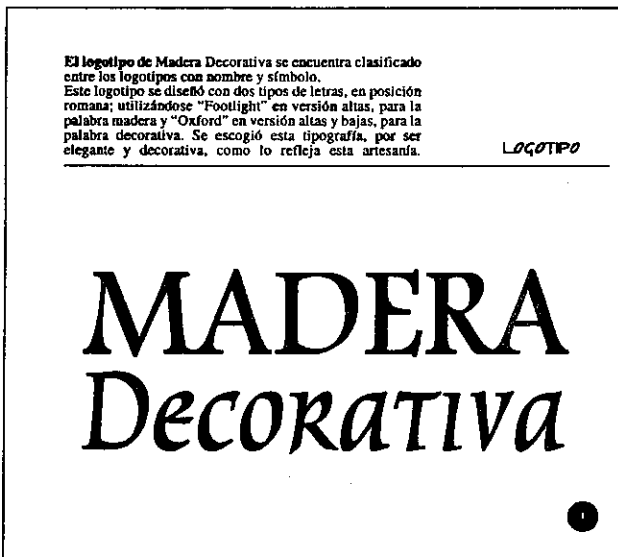 El logotipo de Madera Decorativa se encuentra clasificado
entre los logotipos con nombre y símbolo.
Este logotipo se diseñó con dos tipos de letras, en posición
romana; utilizándose "Footlight" en versión altas, para la
palabra madera y "Oxford" en versión altas y bajas, para la
palabra decorativa. Se escogió esta tipografía, por ser
elegante y decorativa, como lo refleja esta artesanía.
LOGOTIPO
MADERA
Decorativa
1